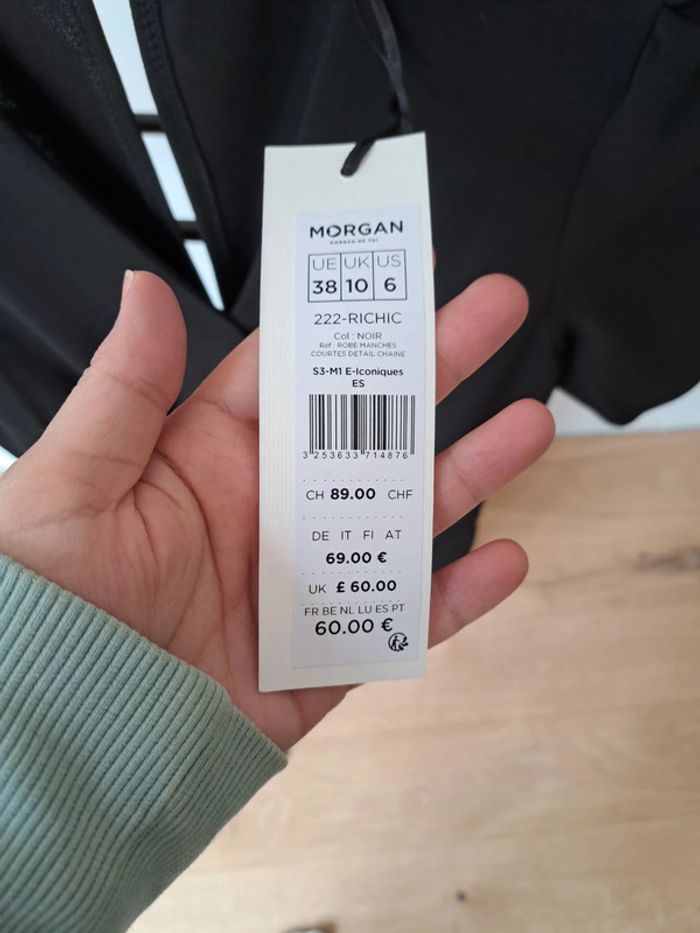 MORGAN
MORGAN DE TOI
UE UK US
38 10 6
222-RICHIC
Col : NOIR
Réf : ROBE MANCHES
COURTES DETAIL CHAINE
S3-M1 E-Iconiques
ES
3 253633 714876
CH 89.00 CHF
DE IT FI AT
69.00 €
UK £ 60.00
FR BE NL LU ES PT
60.00 €